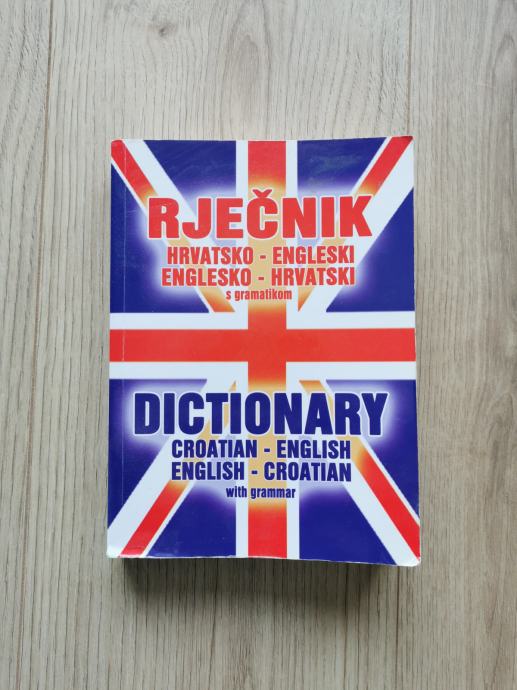 RJEČNIK
HRVATSKO - ENGLESKI
ENGLESKO - HRVATSKI
s gramatikom
DICTIONARY
CROATIAN - ENGLISH
ENGLISH - CROATIAN
with grammar